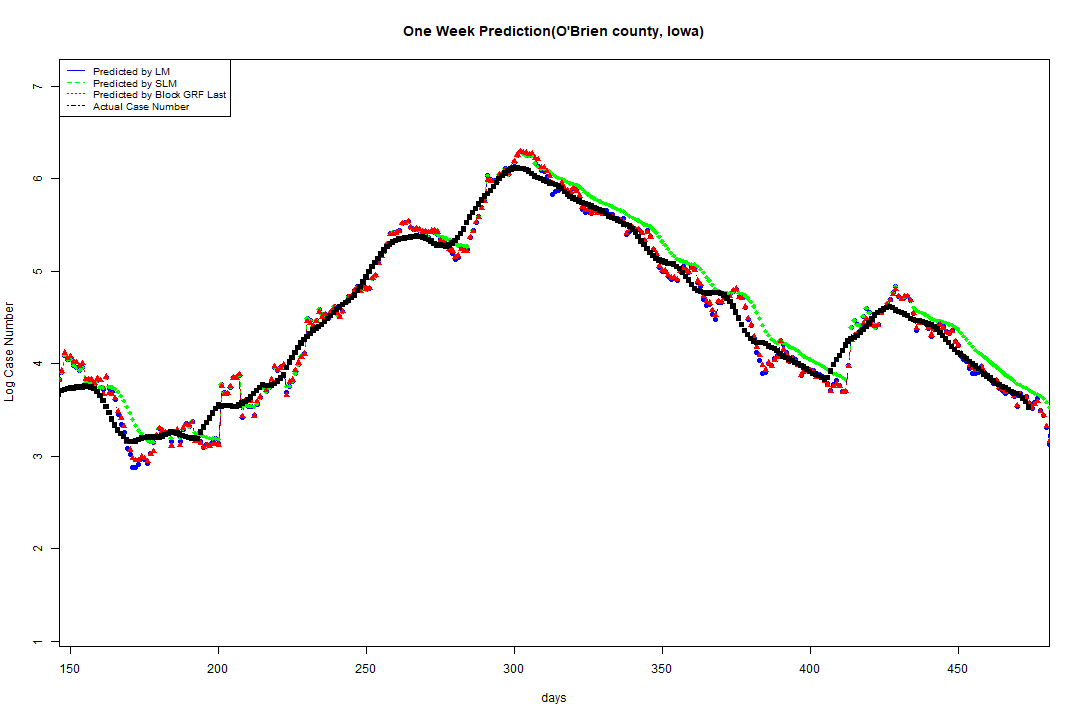 One Week Prediction(O'Brien county, Iowa)
Predicted by LM
Predicted by SLM
Predicted by Block GRF Last
Actual Case Number
Log Case Number
7
6
5
4
3
2
1
150 200 250 300 350 400 450
days